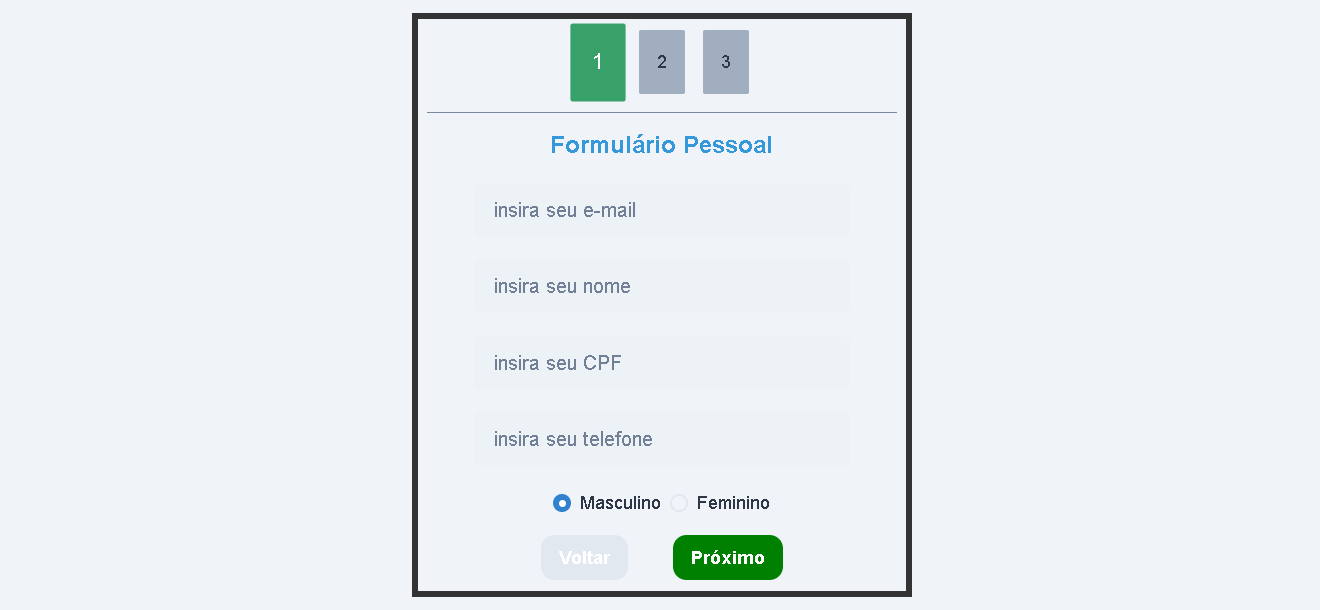 1 2 3
Formulário Pessoal
insira seu e-mail
insira seu nome
insira seu CPF
insira seu telefone
Masculino Feminino
Voltar Próximo